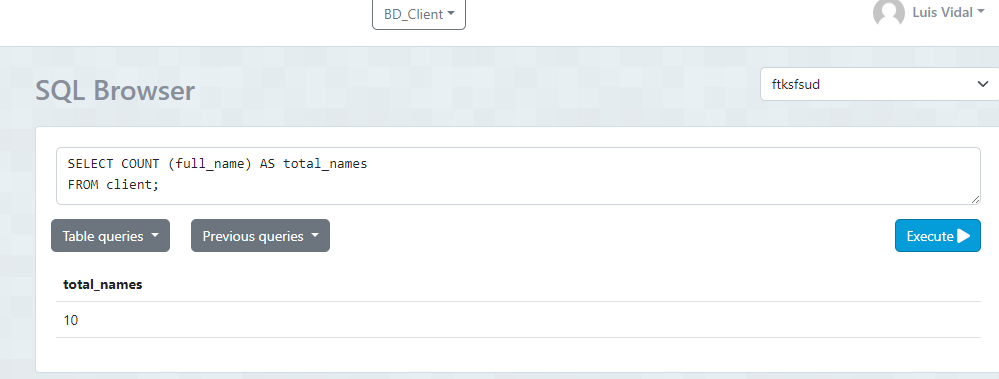 BD_Client
Luis Vidal
SQL Browser
ftksfsud
SELECT COUNT (full_name) AS total_names
FROM client;
Table queries
Previous queries
Execute
total_names
10